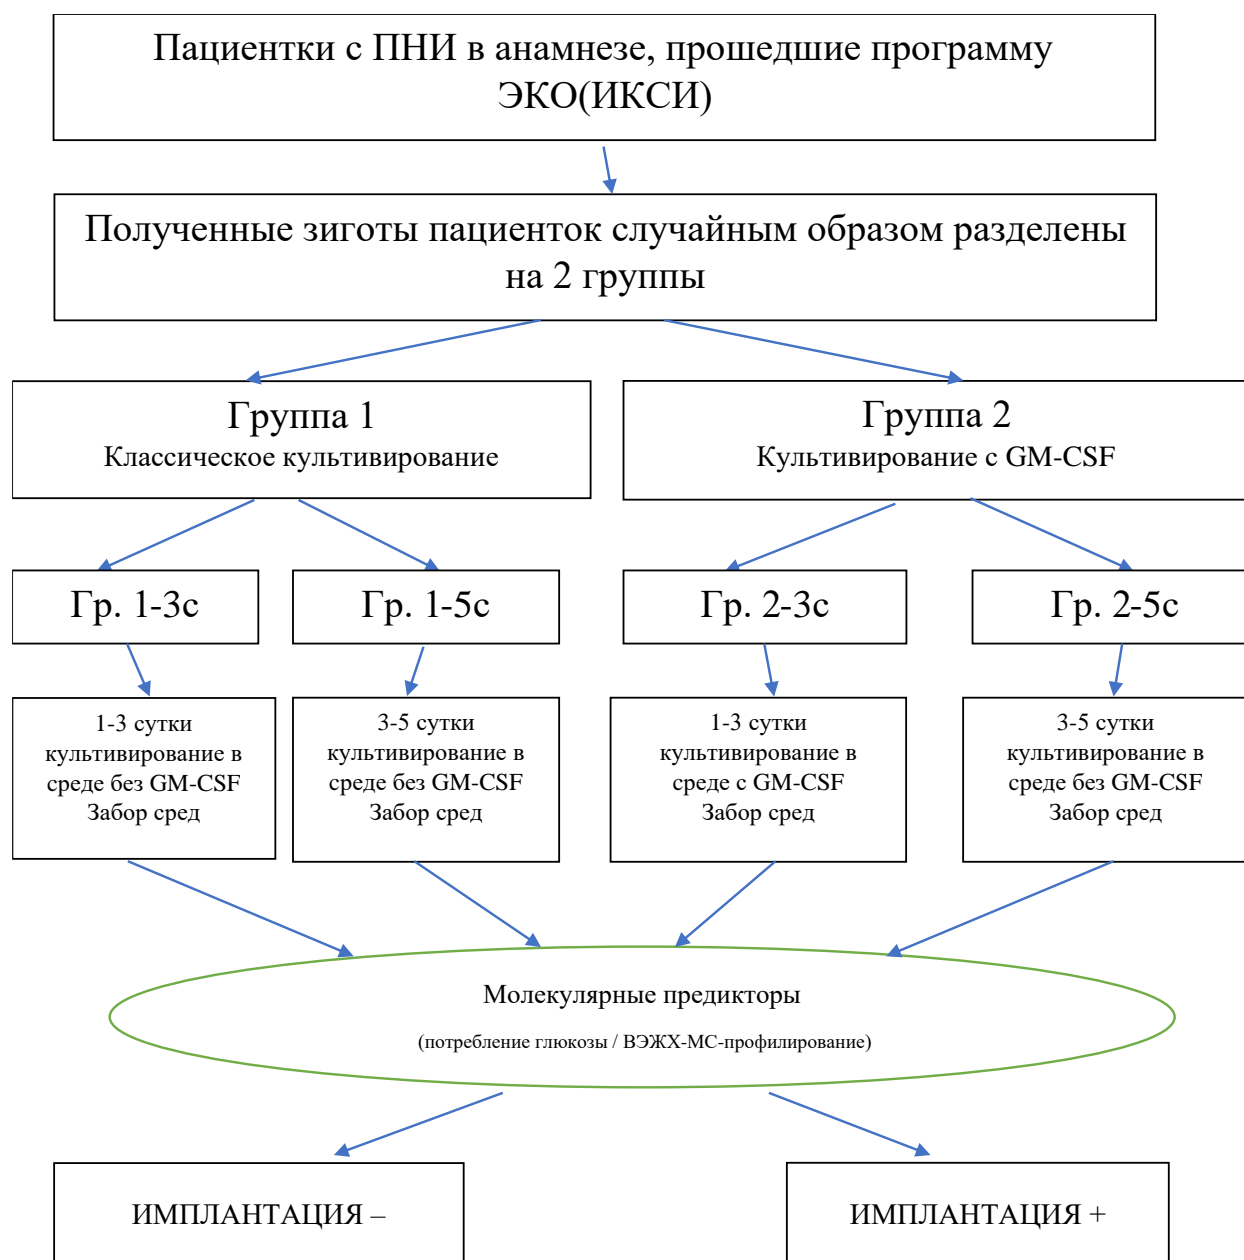 Пациентки с ПНИ в анамнезе, прошедшие программу
ЭКО(ИКСИ)
Полученные зиготы пациенток случайным образом разделены
на 2 группы
Группа 1
Классическое культивирование
Группа 2
Культивирование с GM-CSF
Гр. 1-3с
Гр. 1-5с
Гр. 2-3с
Гр. 2-5с
1-3 сутки
культивирование в
среде без GM-CSF
Забор сред
3-5 сутки
культивирование в
среде без GM-CSF
Забор сред
1-3 сутки
культивирование в
среде с GM-CSF
Забор сред
3-5 сутки
культивирование в
среде без GM-CSF
Забор сред
Молекулярные предикторы
(потребление глюкозы / ВЭЖХ-МС-профилирование)
ИМПЛАНТАЦИЯ –
ИМПЛАНТАЦИЯ +